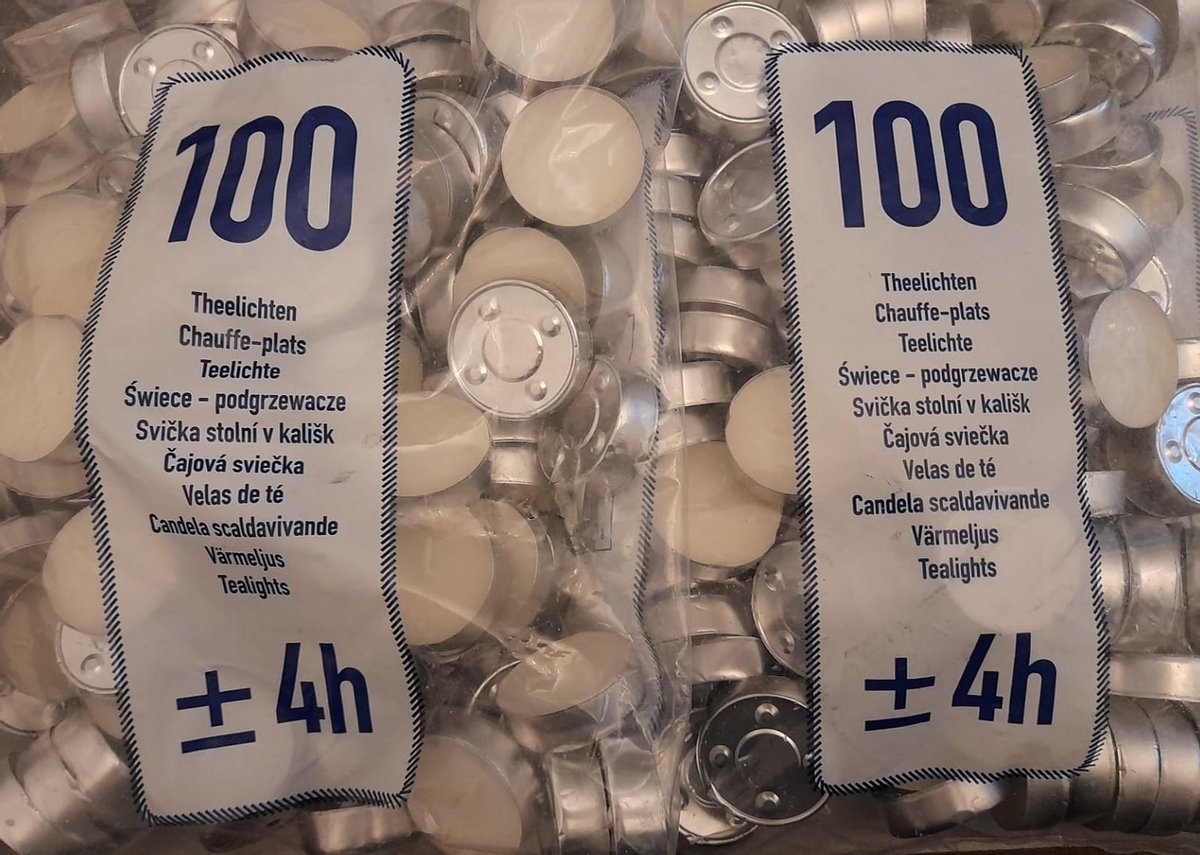 100
Theelichten
Chauffe-plats
Teelichte
Świece - podgrzewacze
Svička stolní v kališk
Čajová sviečka
Velas de té
Candela scaldavivande
Värmeljus
Tealights
± 4h
100
Theelichten
Chauffe-plats
Teelichte
Świece - podgrzewacze
Svička stolní v kališk
Čajová sviečka
Velas de té
Candela scaldavivande
Värmeljus
Tealights
± 4h